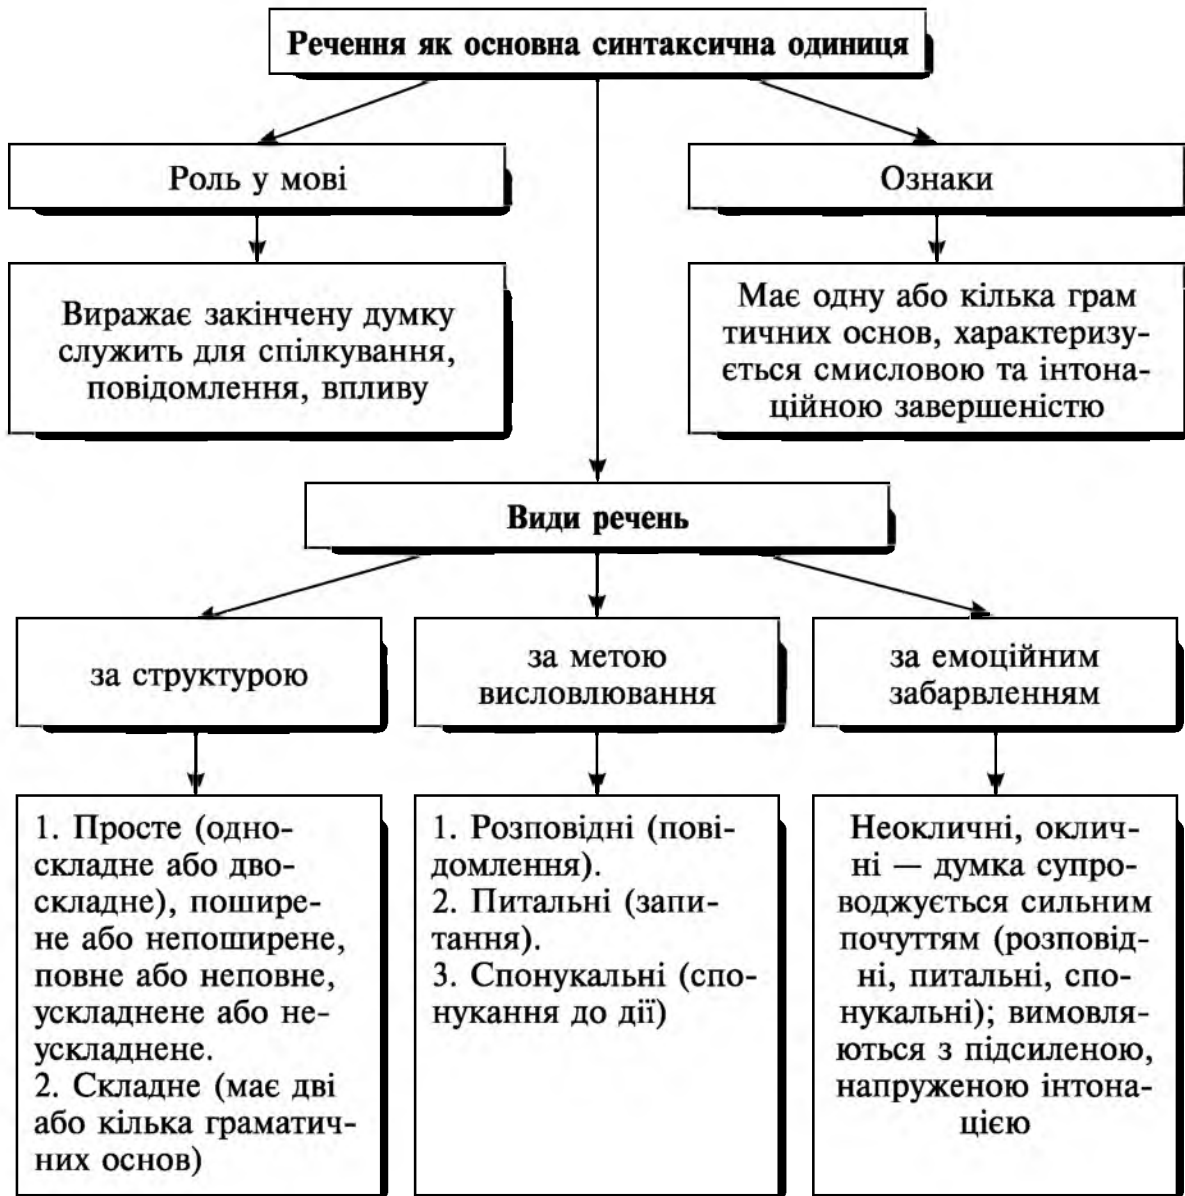 Речення як основна синтаксична одиниця
Роль у мові
Ознаки
Виражає закінчену думку
служить для спілкування,
повідомлення, впливу
Має одну або кілька грам
тичних основ, характеризу-
ється смисловою та інтона-
ційною завершеністю
Види речень
за структурою
за метою
висловлювання
за емоційним
забарвленням
1. Просте (одно-
складне або дво-
складне), пошире-
не або непоширене,
повне або неповне,
ускладнене або не-
ускладнене.
2. Складне (має дві
або кілька граматич-
них основ)
1. Розповідні (пові-
домлення).
2. Питальні (запи-
тання).
3. Спонукальні (спо-
нукання до дії)
Неокличні, оклич-
ні — думка супро-
воджується сильним
почуттям (розповід-
ні, питальні, спо-
нукальні); вимовля-
ються з підсиленою,
напруженою інтона-
цією